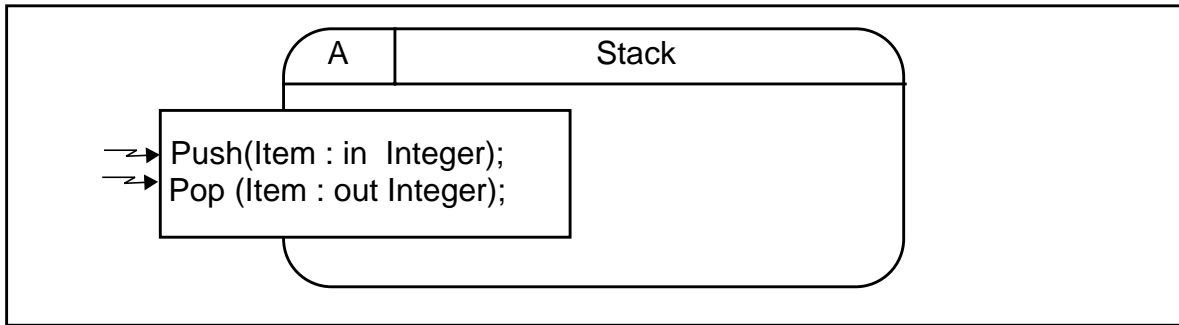 A
Stack
Push(Item : in  Integer);
Pop (Item : out Integer);